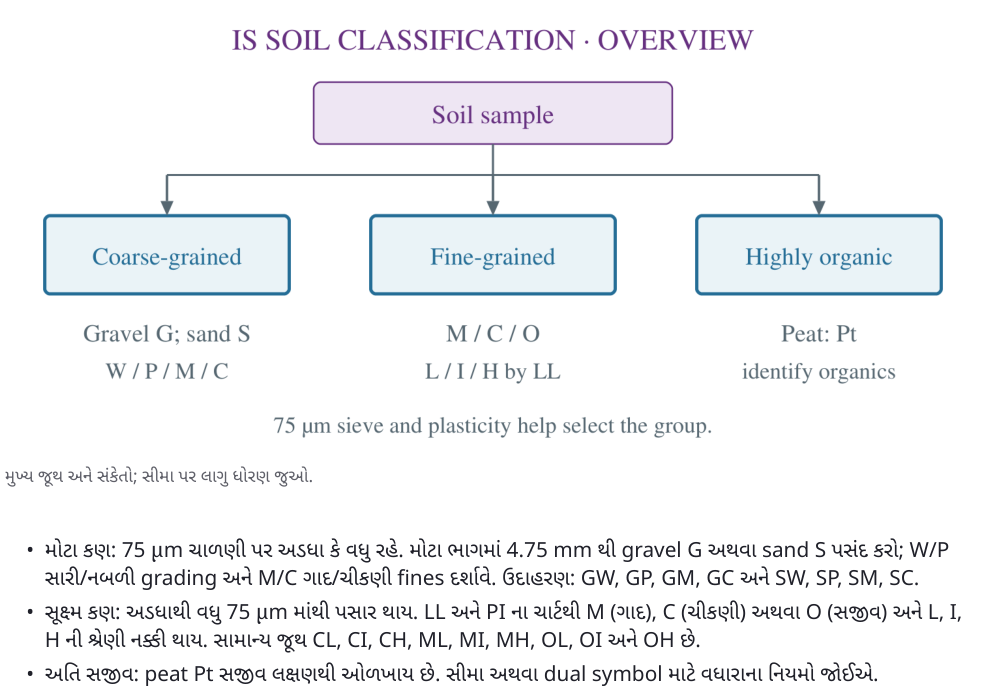 IS SOIL CLASSIFICATION · OVERVIEW
Soil sample
Coarse-grained
Fine-grained
Highly organic
Gravel G; sand S
M / C / O
Peat: Pt
W / P / M / C
L / I / H by LL
identify organics
75 µm sieve and plasticity help select the group.
મુખ્ય જૂથ અને સંકેતો; સીમા પર લાગુ ધોરણ જુઓ.
• મોટા કણ: 75 µm ચાળણી પર અડધા કે વધુ રહે. મોટા ભાગમાં 4.75 mm થી gravel G અથવા sand S પસંદ કરો; W/P
સારી/નબળી grading અને M/C ગાદ/ચીકણી fines દર્શાવે. ઉદાહરણ: GW, GP, GM, GC અને SW, SP, SM, SC.
• સૂક્ષ્મ કણ: અડધાથી વધુ 75 µm માંથી પસાર થાય. LL અને PI ના ચાર્ટથી M (ગાદ), C (ચીકણી) અથવા O (સજીવ) અને L, I,
H ની શ્રેણી નક્કી થાય. સામાન્ય જૂથ CL, CI, CH, ML, MI, MH, OL, OI અને OH છે.
• અતિ સજીવ: peat Pt સજીવ લક્ષણથી ઓળખાય છે. સીમા અથવા dual symbol માટે વધારાના નિયમો જોઈએ.